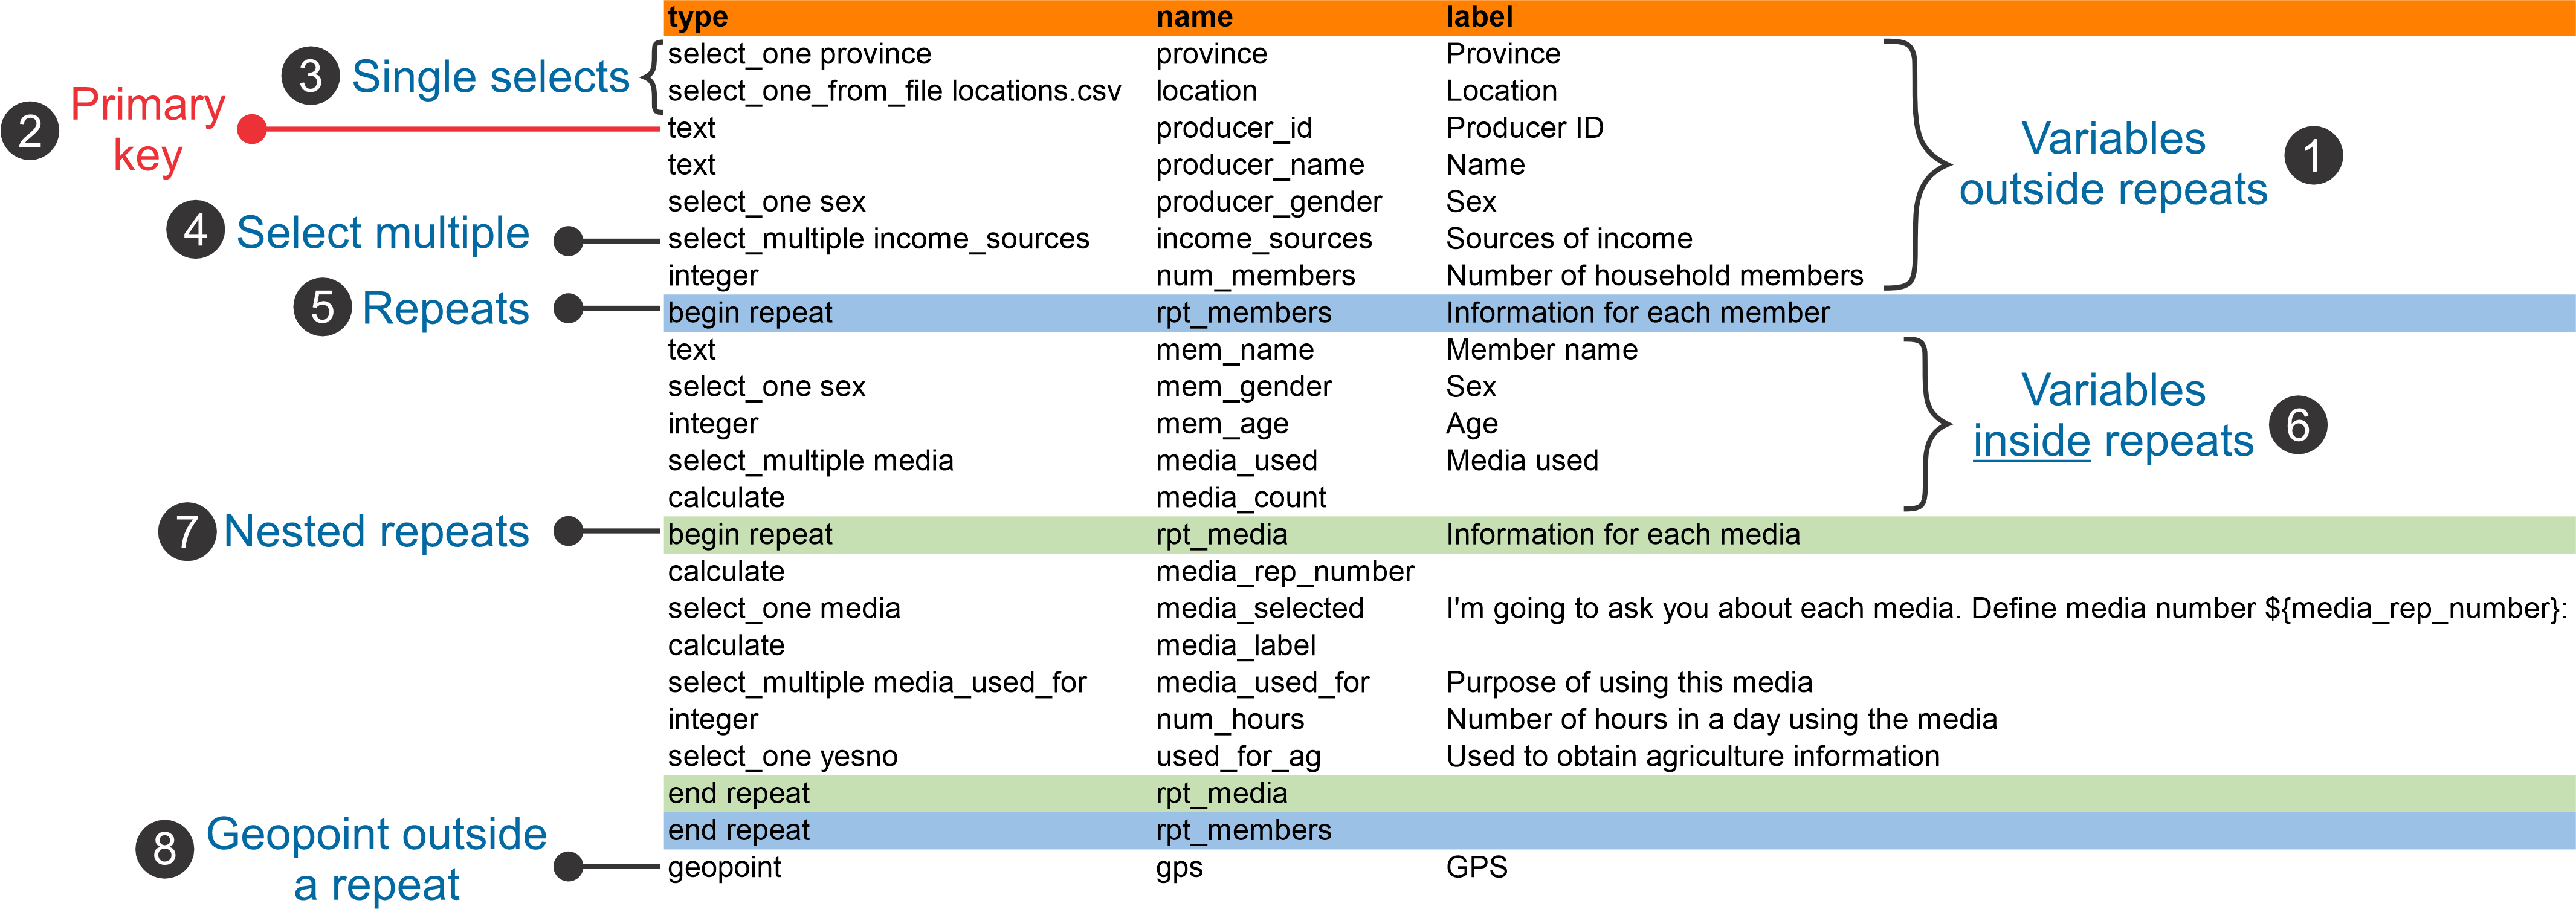 type name label
3 Single selects
select_one province province Province
select_one_from_file locations.csv location Location
2 Primary
key
text producer_id Producer ID
text producer_name Name
Variables
outside repeats
1
select_one sex producer_gender Sex
4 Select multiple
select_multiple income_sources income_sources Sources of income
integer num_members Number of household members
5 Repeats
begin repeat rpt_members Information for each member
text mem_name Member name
select_one sex mem_gender Sex
integer mem_age Age
Variables
inside repeats
6
select_multiple media media_used Media used
calculate media_count
7 Nested repeats
begin repeat rpt_media Information for each media
calculate media_rep_number
select_one media media_selected I'm going to ask you about each media. Define media number ${media_rep_number}:
calculate media_label
select_multiple media_used_for media_used_for Purpose of using this media
integer num_hours Number of hours in a day using the media
select_one yesno used_for_ag Used to obtain agriculture information
end repeat rpt_media
end repeat rpt_members
8 Geopoint outside
a repeat
geopoint gps GPS